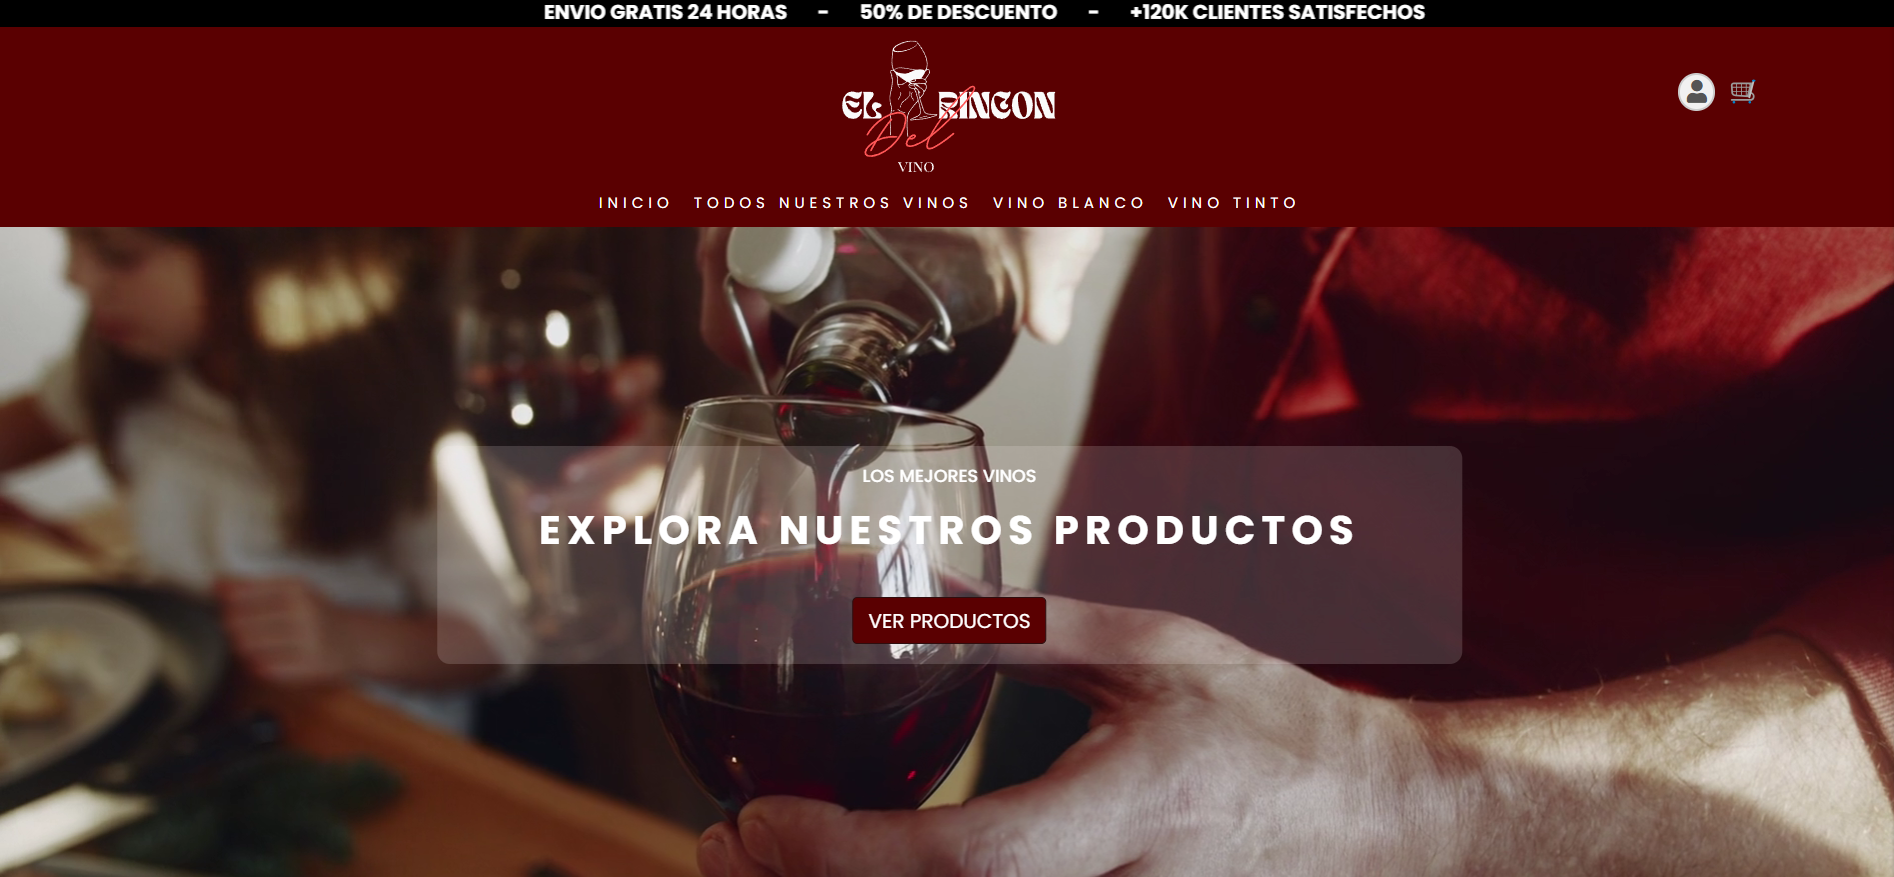 ENVIO GRATIS 24 HORAS - 50% DE DESCUENTO - +120K CLIENTES SATISFECHOS
EL RINCON
Del
VINO
INICIO TODOS NUESTROS VINOS VINO BLANCO VINO TINTO
LOS MEJORES VINOS
EXPLORA NUESTROS PRODUCTOS
VER PRODUCTOS